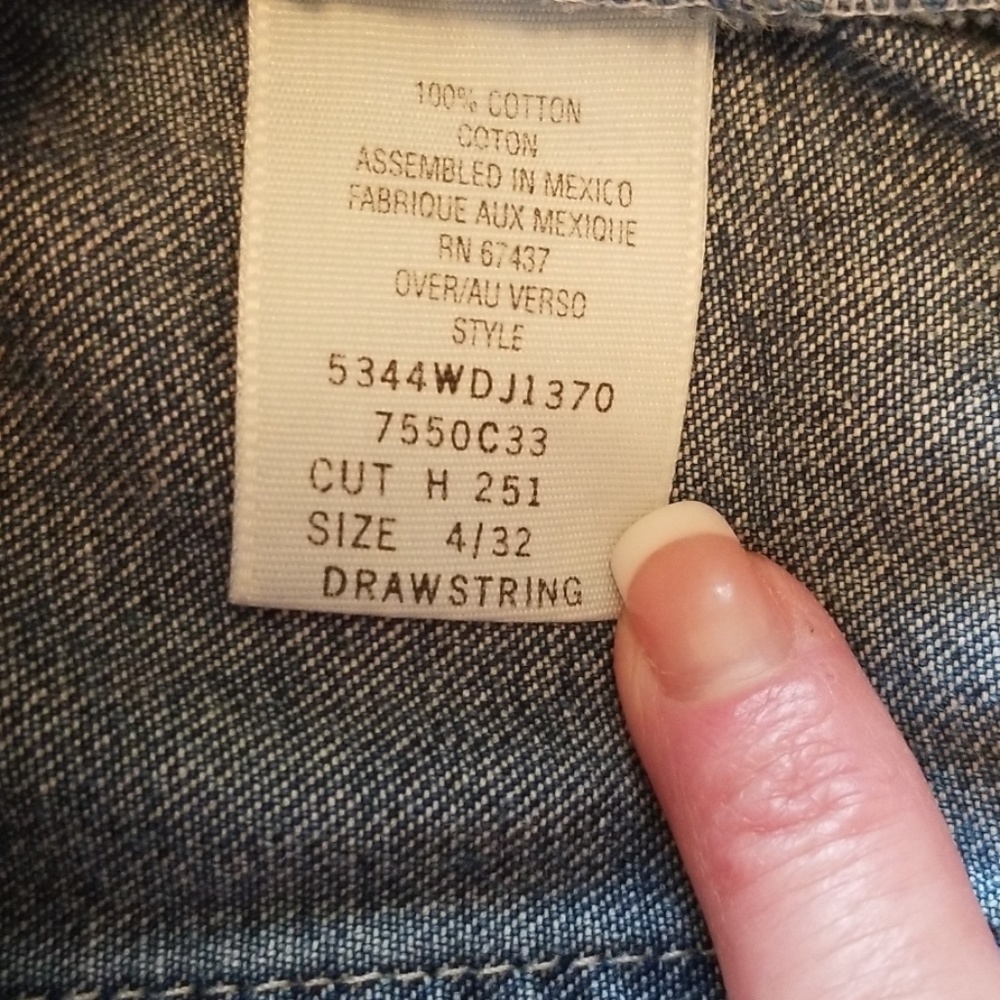 100% COTTON
COTON
ASSEMBLED IN MEXICO
FABRIQUE AUX MEXIQUE
RN 67437
OVER/AU VERSO
STYLE
5344WDJ1370
7550C33
CUT H 251
SIZE 4/32
DRAWSTRING